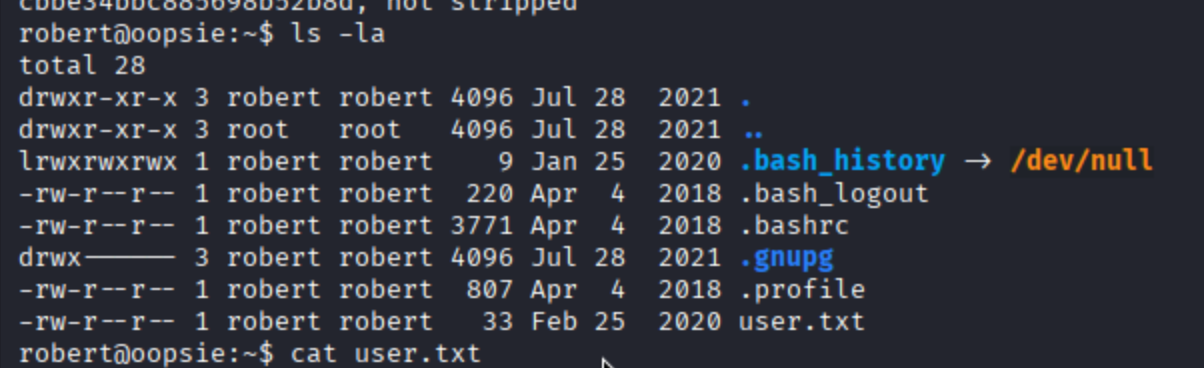 cbbe34bbc885698b52b8d, not stripped
robert@oopsie:~$ ls -la
total 28
drwxr-xr-x 3 robert robert 4096 Jul 28  2021 .
drwxr-xr-x 3 root   root   4096 Jul 28  2021 ..
lrwxrwxrwx 1 robert robert    9 Jan 25  2020 .bash_history → /dev/null
-rw-r--r-- 1 robert robert  220 Apr  4  2018 .bash_logout
-rw-r--r-- 1 robert robert 3771 Apr  4  2018 .bashrc
drwx------ 3 robert robert 4096 Jul 28  2021 .gnupg
-rw-r--r-- 1 robert robert  807 Apr  4  2018 .profile
-rw-r--r-- 1 robert robert   33 Feb 25  2020 user.txt
robert@oopsie:~$ cat user.txt